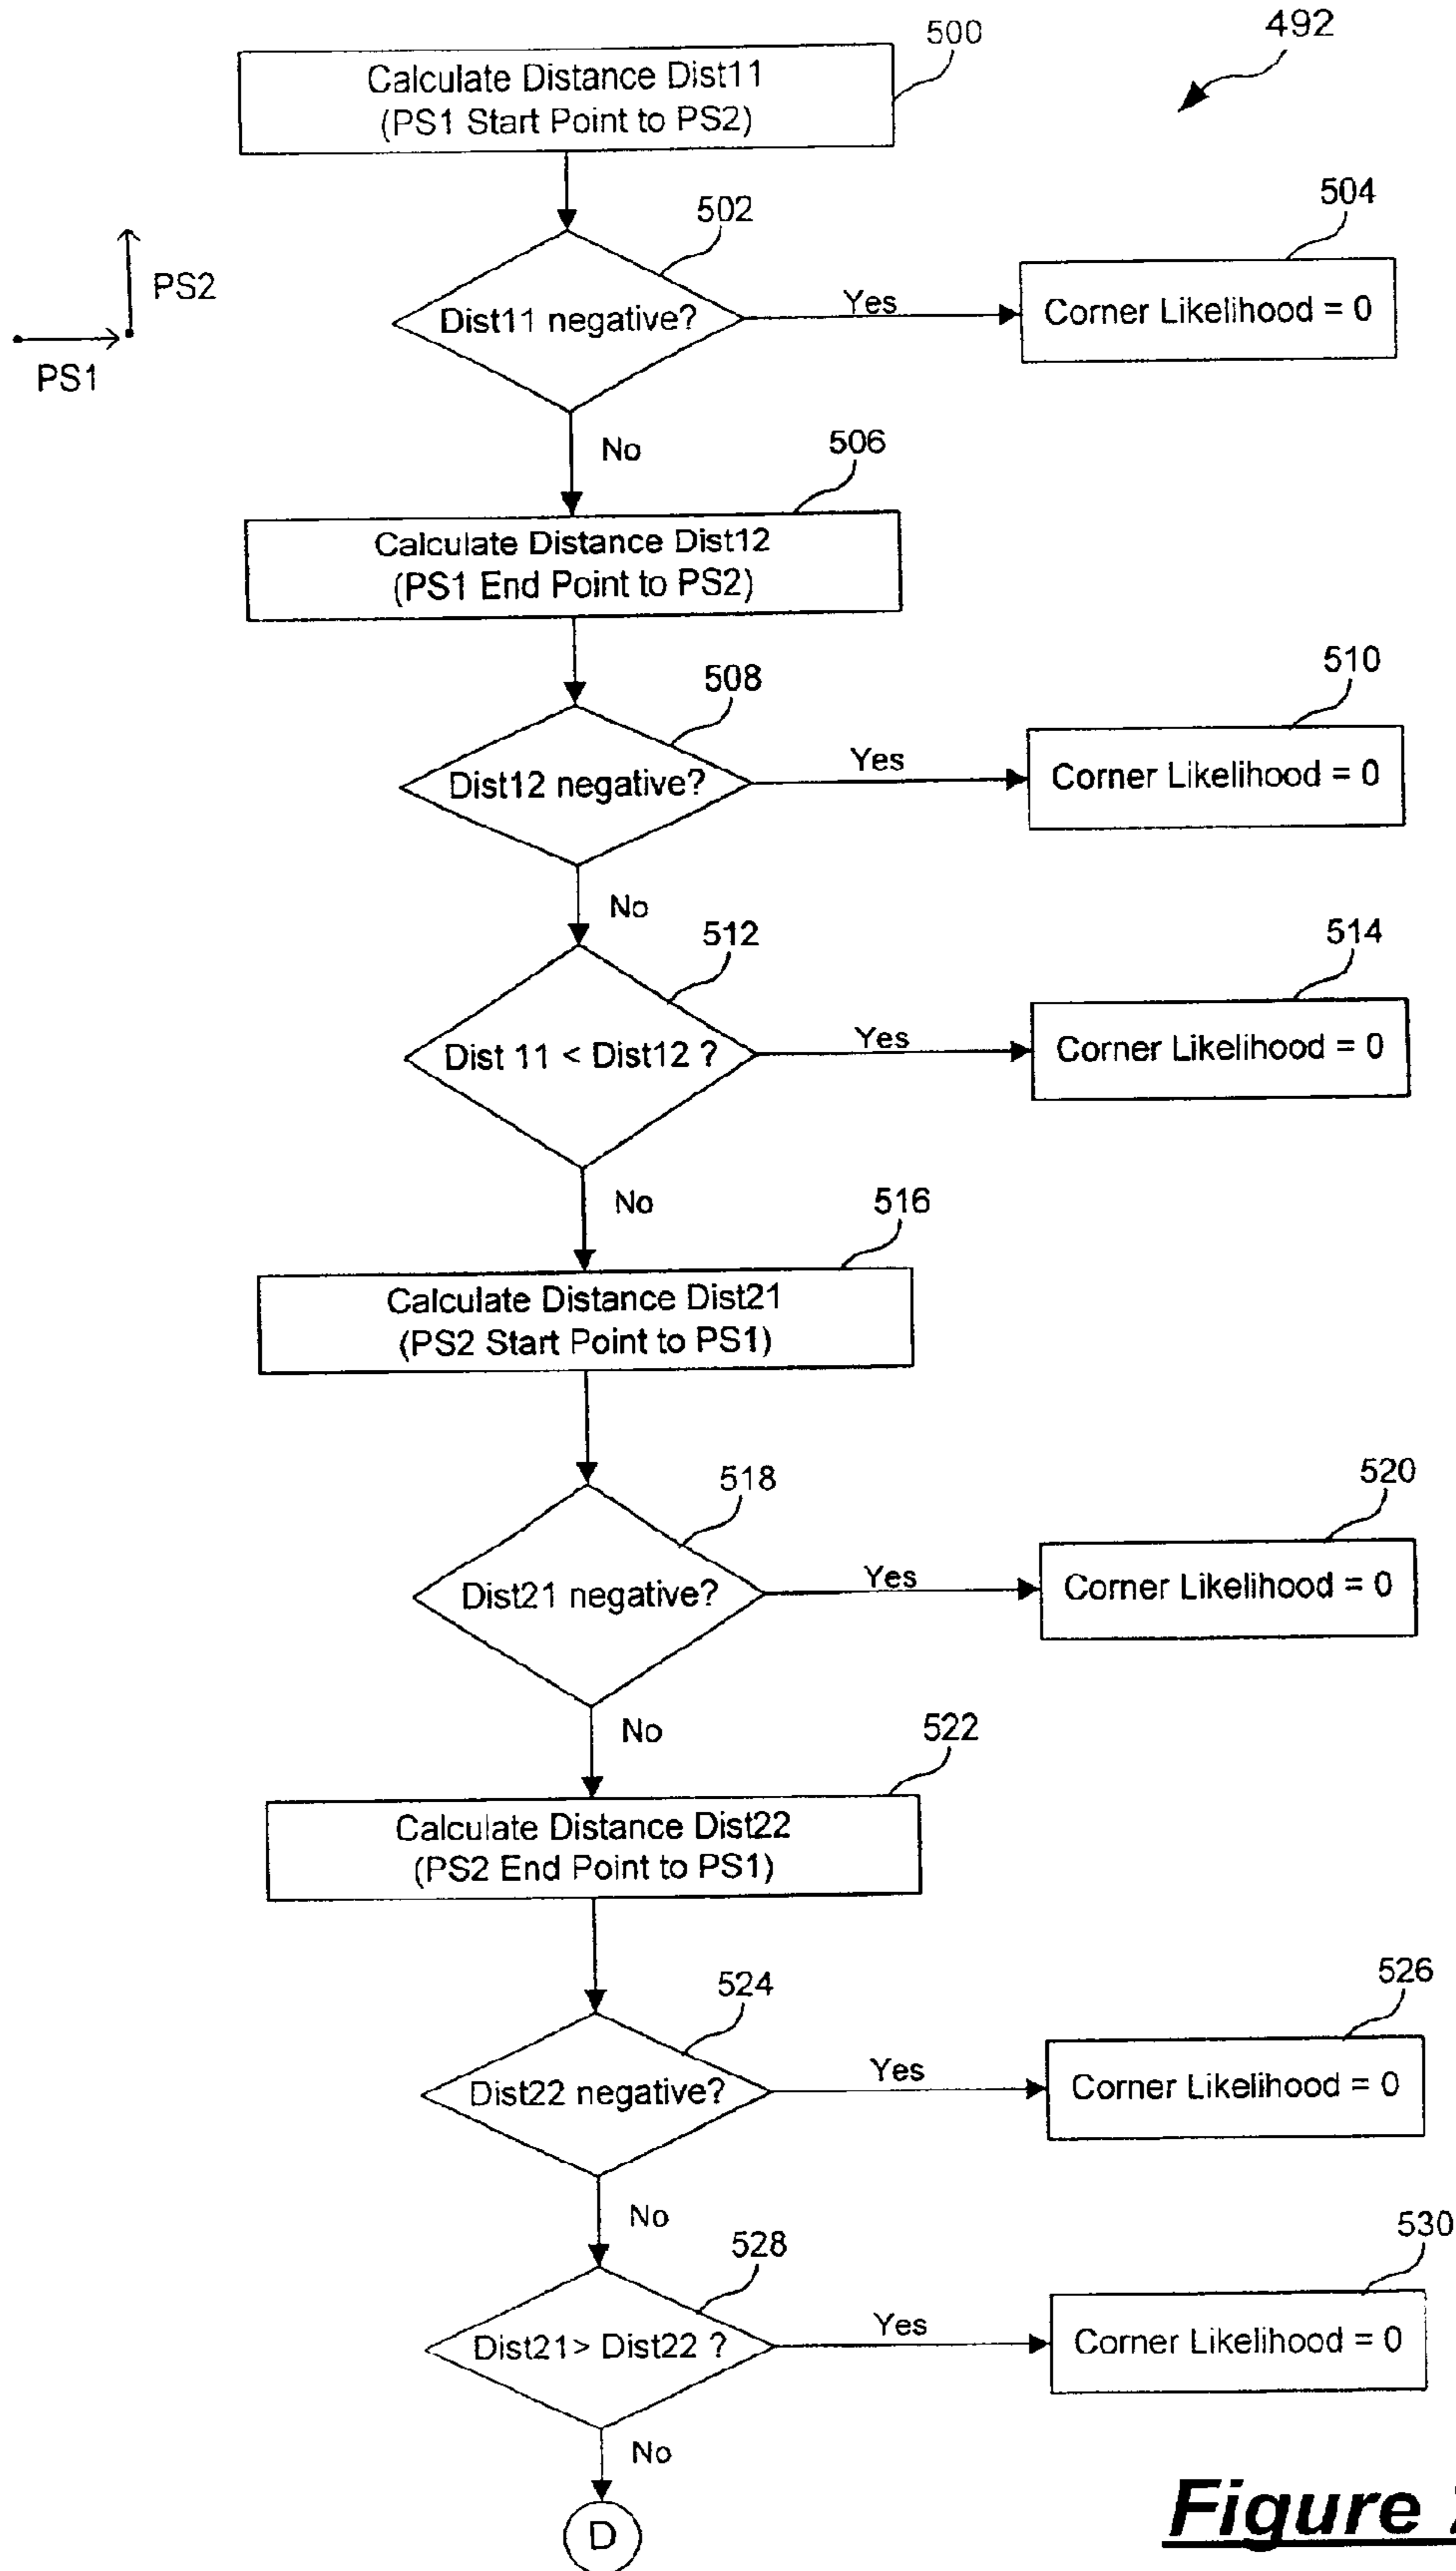 500
492
Calculate Distance Dist11
(PS1 Start Point to PS2)
502
504
PS2
PS1
Dist11 negative?
Yes
Corner Likelihood = 0
No
506
Calculate Distance Dist12
(PS1 End Point to PS2)
508
510
Dist12 negative?
Yes
Corner Likelihood = 0
No
512
514
Dist 11 < Dist12 ?
Yes
Corner Likelihood = 0
No
516
Calculate Distance Dist21
(PS2 Start Point to PS1)
518
520
Dist21 negative?
Yes
Corner Likelihood = 0
No
522
Calculate Distance Dist22
(PS2 End Point to PS1)
524
526
Dist22 negative?
Yes
Corner Likelihood = 0
No
528
530
Dist21> Dist22 ?
Yes
Corner Likelihood = 0
No
D
Figure